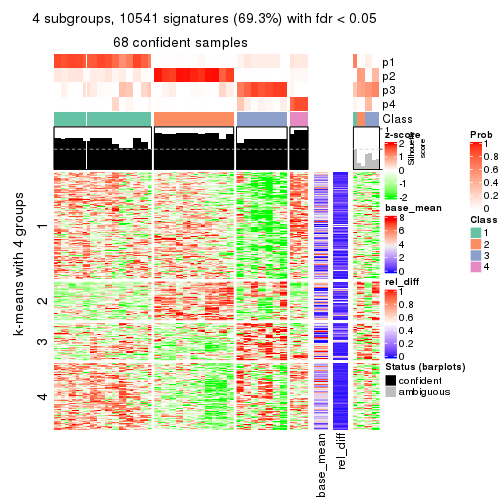 4 subgroups, 10541 signatures (69.3%) with fdr < 0.05
68 confident samples
p1
p2
p3
p4
Class
Silhouette
score
k-means with 4 groups
1
2
3
4
base_mean
rel_diff
z-score
2
1
0
-1
-2
base_mean
8
6
4
2
0
rel_diff
1
0.8
0.6
0.4
0.2
0
Status (barplots)
confident
ambiguous
Prob
1
0.8
0.6
0.4
0.2
0
Class
1
2
3
4